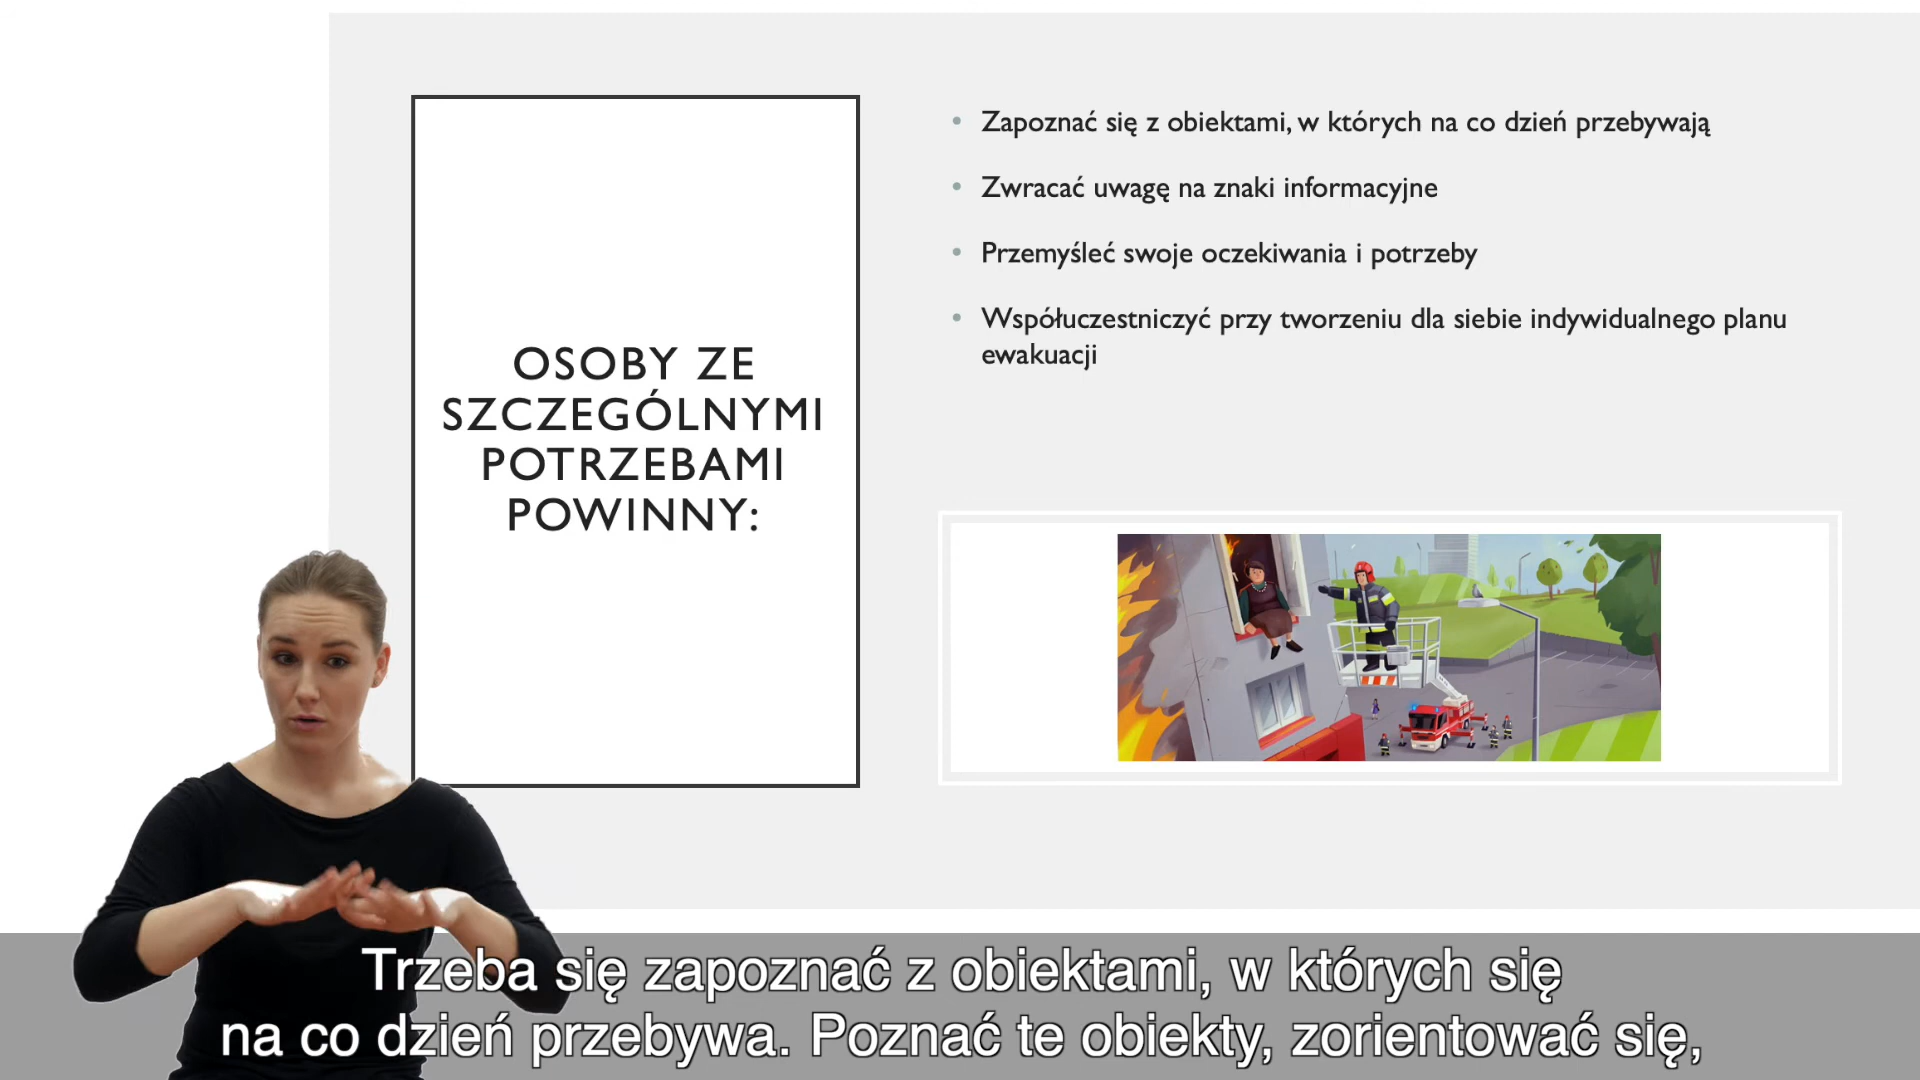 OSOBY ZE
SZCZEGÓLNYMI
POTRZEBAMI
POWINNY:
• Zapoznać się z obiektami, w których na co dzień przebywają
• Zwracać uwagę na znaki informacyjne
• Przemyśleć swoje oczekiwania i potrzeby
• Współuczestniczyć przy tworzeniu dla siebie indywidualnego planu
ewakuacji
Trzeba się zapoznać z obiektami, w których się
na co dzień przebywa. Poznać te obiekty, zorientować się,